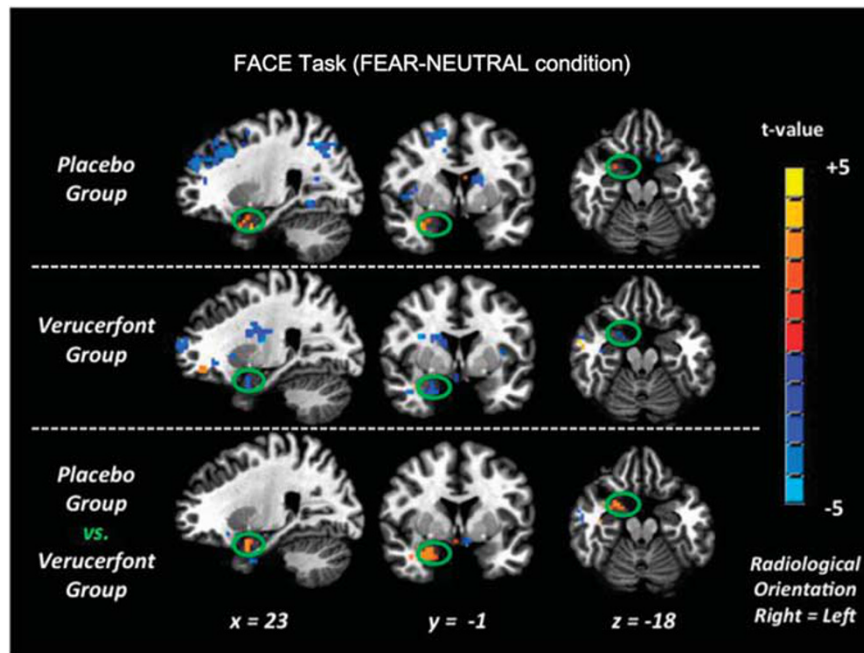 FACE Task (FEAR-NEUTRAL condition)
Placebo
Group
t-value
+5
Verucerfont
Group
Placebo
Group
vs.
Verucerfont
Group
-5
Radiological
Orientation
Right = Left
x = 23
y = -1
z = -18